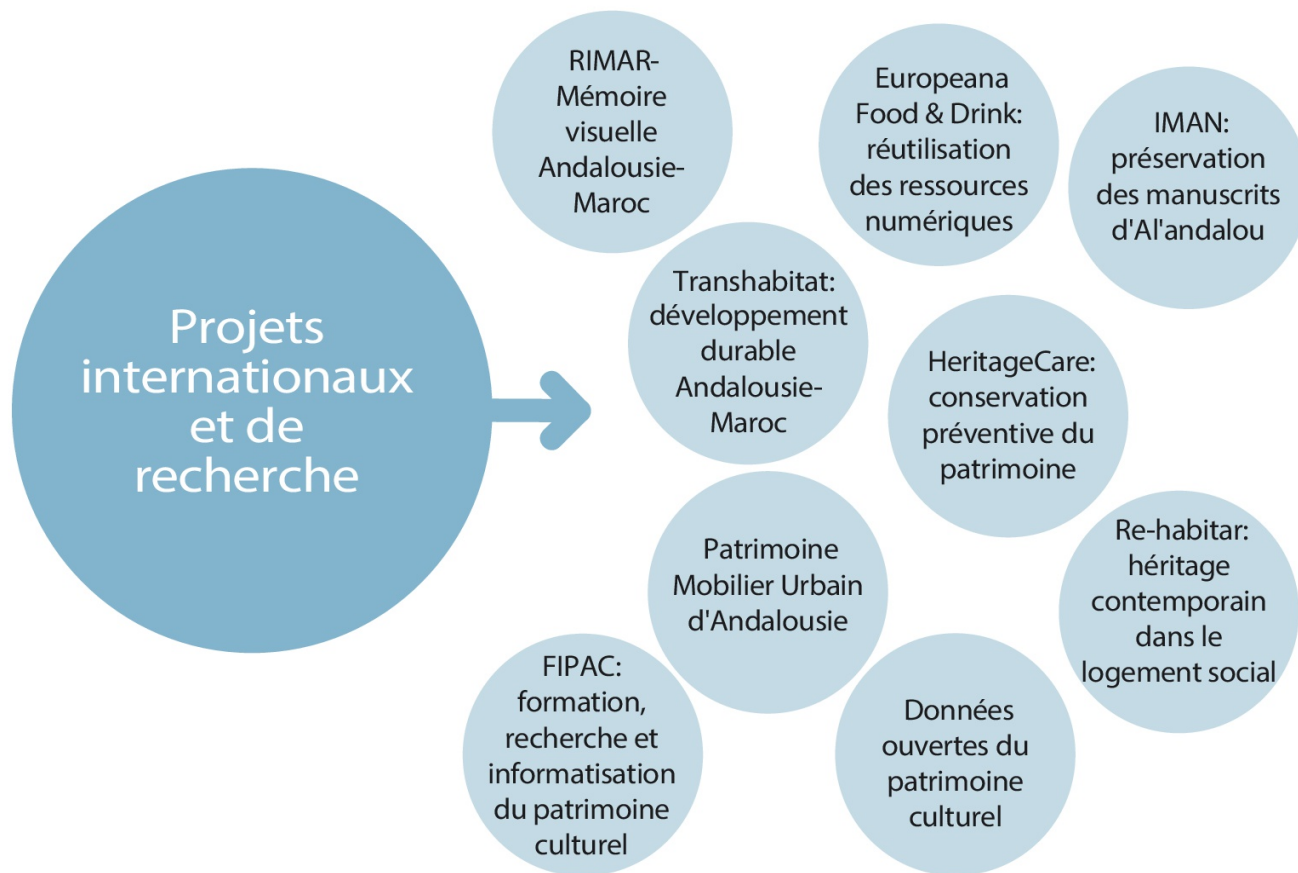 Projets
internationaux
et de
recherche
RIMAR-
Mémoire
visuelle
Andalousie-
Maroc
Europeana
Food & Drink:
réutilisation
des ressources
numériques
IMAN:
préservation
des manuscrits
d'Al'andalou
Transhabitat:
développement
durable
Andalousie-
Maroc
HeritageCare:
conservation
préventive du
patrimoine
Patrimoine
Mobilier Urbain
d'Andalousie
Re-habitar:
héritage
contemporain
dans le
logement social
FIPAC:
formation,
recherche et
informatisation
du patrimoine
culturel
Données
ouvertes du
patrimoine
culturel